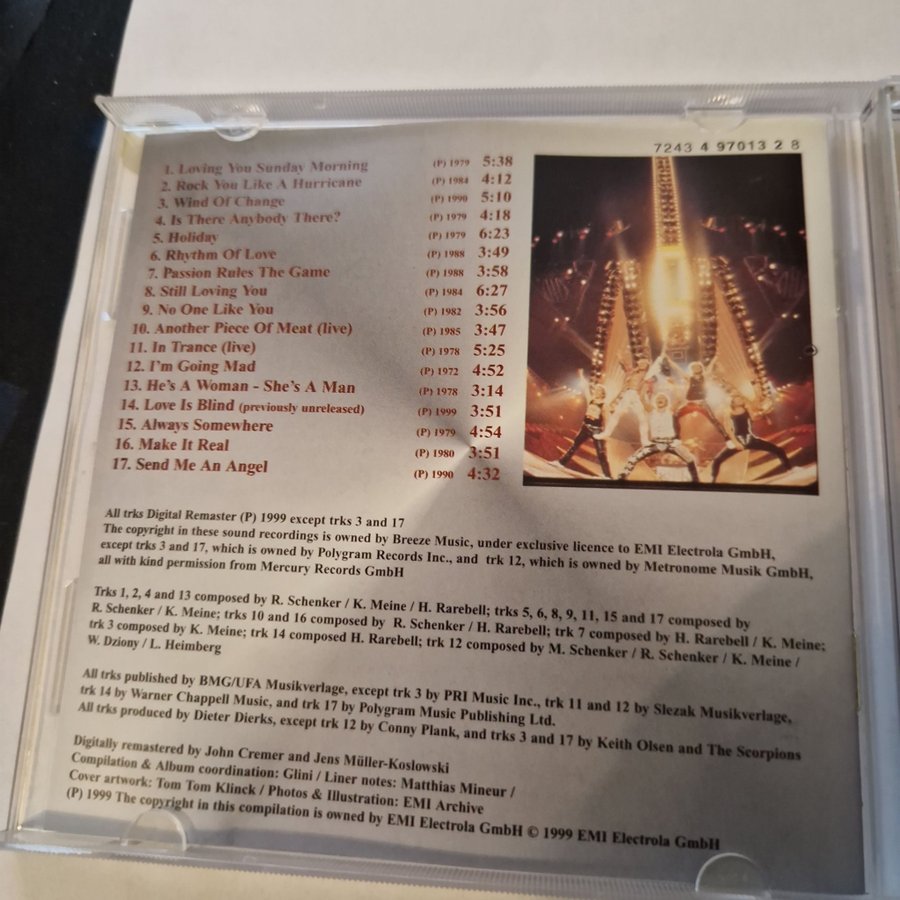 7243 4 97013 2 8
1. Loving You Sunday Morning (P) 1979 5:38
2. Rock You Like A Hurricane (P) 1984 4:12
3. Wind Of Change (P) 1990 5:10
4. Is There Anybody There? (P) 1979 4:18
5. Holiday (P) 1979 6:23
6. Rhythm Of Love (P) 1988 3:49
7. Passion Rules The Game (P) 1988 3:58
8. Still Loving You (P) 1984 6:27
9. No One Like You (P) 1982 3:56
10. Another Piece Of Meat (live) (P) 1985 3:47
11. In Trance (live) (P) 1978 5:25
12. I'm Going Mad (P) 1972 4:52
13. He's A Woman - She's A Man (P) 1978 3:14
14. Love Is Blind (previously unreleased) (P) 1999 3:51
15. Always Somewhere (P) 1979 4:54
16. Make It Real (P) 1980 3:51
17. Send Me An Angel (P) 1990 4:32
All trks Digital Remaster (P) 1999 except trks 3 and 17
The copyright in these sound recordings is owned by Breeze Music, under exclusive licence to EMI Electrola GmbH,
except trks 3 and 17, which is owned by Polygram Records Inc., and trk 12, which is owned by Metronome Musik GmbH,
all with kind permission from Mercury Records GmbH
Trks 1, 2, 4 and 13 composed by R. Schenker / K. Meine / H. Rarebell; trks 5, 6, 8, 9, 11, 15 and 17 composed by
R. Schenker / K. Meine; trks 10 and 16 composed by R. Schenker / H. Rarebell; trk 7 composed by H. Rarebell / K. Meine;
trk 3 composed by K. Meine; trk 14 composed H. Rarebell; trk 12 composed by M. Schenker / R. Schenker / K. Meine /
W. Dziony / L. Heimberg
All trks published by BMG/UFA Musikverlage, except trk 3 by PRI Music Inc., trk 11 and 12 by Slezak Musikverlage,
trk 14 by Warner Chappell Music, and trk 17 by Polygram Music Publishing Ltd.
All trks produced by Dieter Dierks, except trk 12 by Conny Plank, and trks 3 and 17 by Keith Olsen and The Scorpions
Digitally remastered by John Cremer and Jens Müller-Koslowski
Compilation & Album coordination: Glini / Liner notes: Matthias Mineur /
Cover artwork: Tom Tom Klinck / Photos & Illustration: EMI Archive
(P) 1999 The copyright in this compilation is owned by EMI Electrola GmbH © 1999 EMI Electrola GmbH